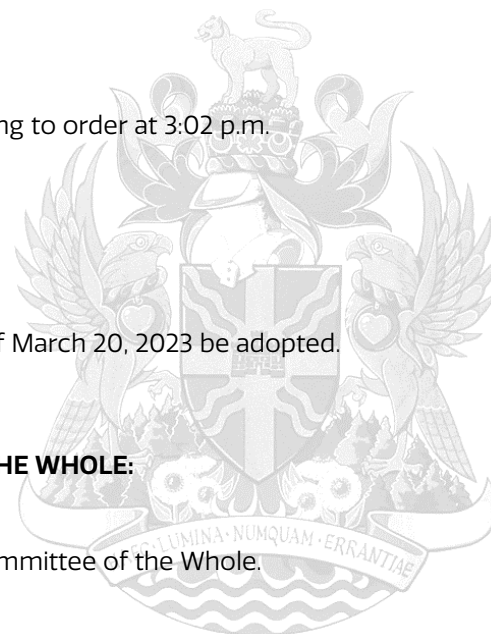 ng to order at 3:02 p.m.
f March 20, 2023 be adopted.
HE WHOLE:
LUMINA · NUMQUAM · ERRANTIAE
mmittee of the Whole.